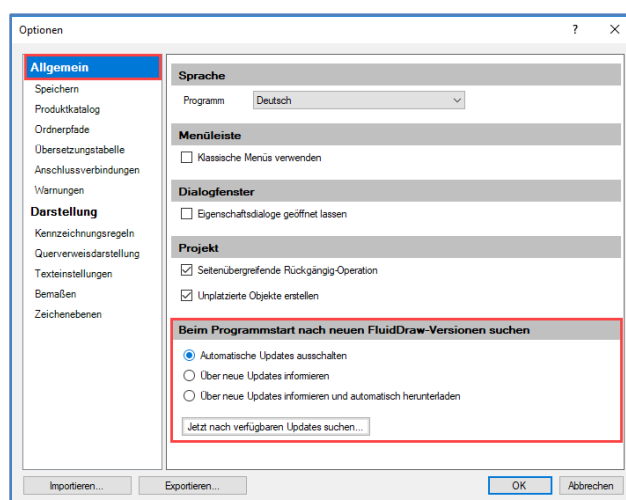 Optionen
?
Allgemein
Speichern
Produktkatalog
Ordnerpfade
Übersetzungstabelle
Anschlussverbindungen
Warnungen
Darstellung
Kennzeichnungsregeln
Querverweisdarstellung
Texteinstellungen
Bemaßen
Zeichenebenen
Sprache
Programm Deutsch
Menüleiste
Klassische Menüs verwenden
Dialogfenster
Eigenschaftsdialoge geöffnet lassen
Projekt
Seitenübergreifende Rückgängig-Operation
Unplatzierte Objekte erstellen
Beim Programmstart nach neuen FluidDraw-Versionen suchen
Automatische Updates ausschalten
Über neue Updates informieren
Über neue Updates informieren und automatisch herunterladen
Jetzt nach verfügbaren Updates suchen...
Importieren... Exportieren... OK Abbrechen